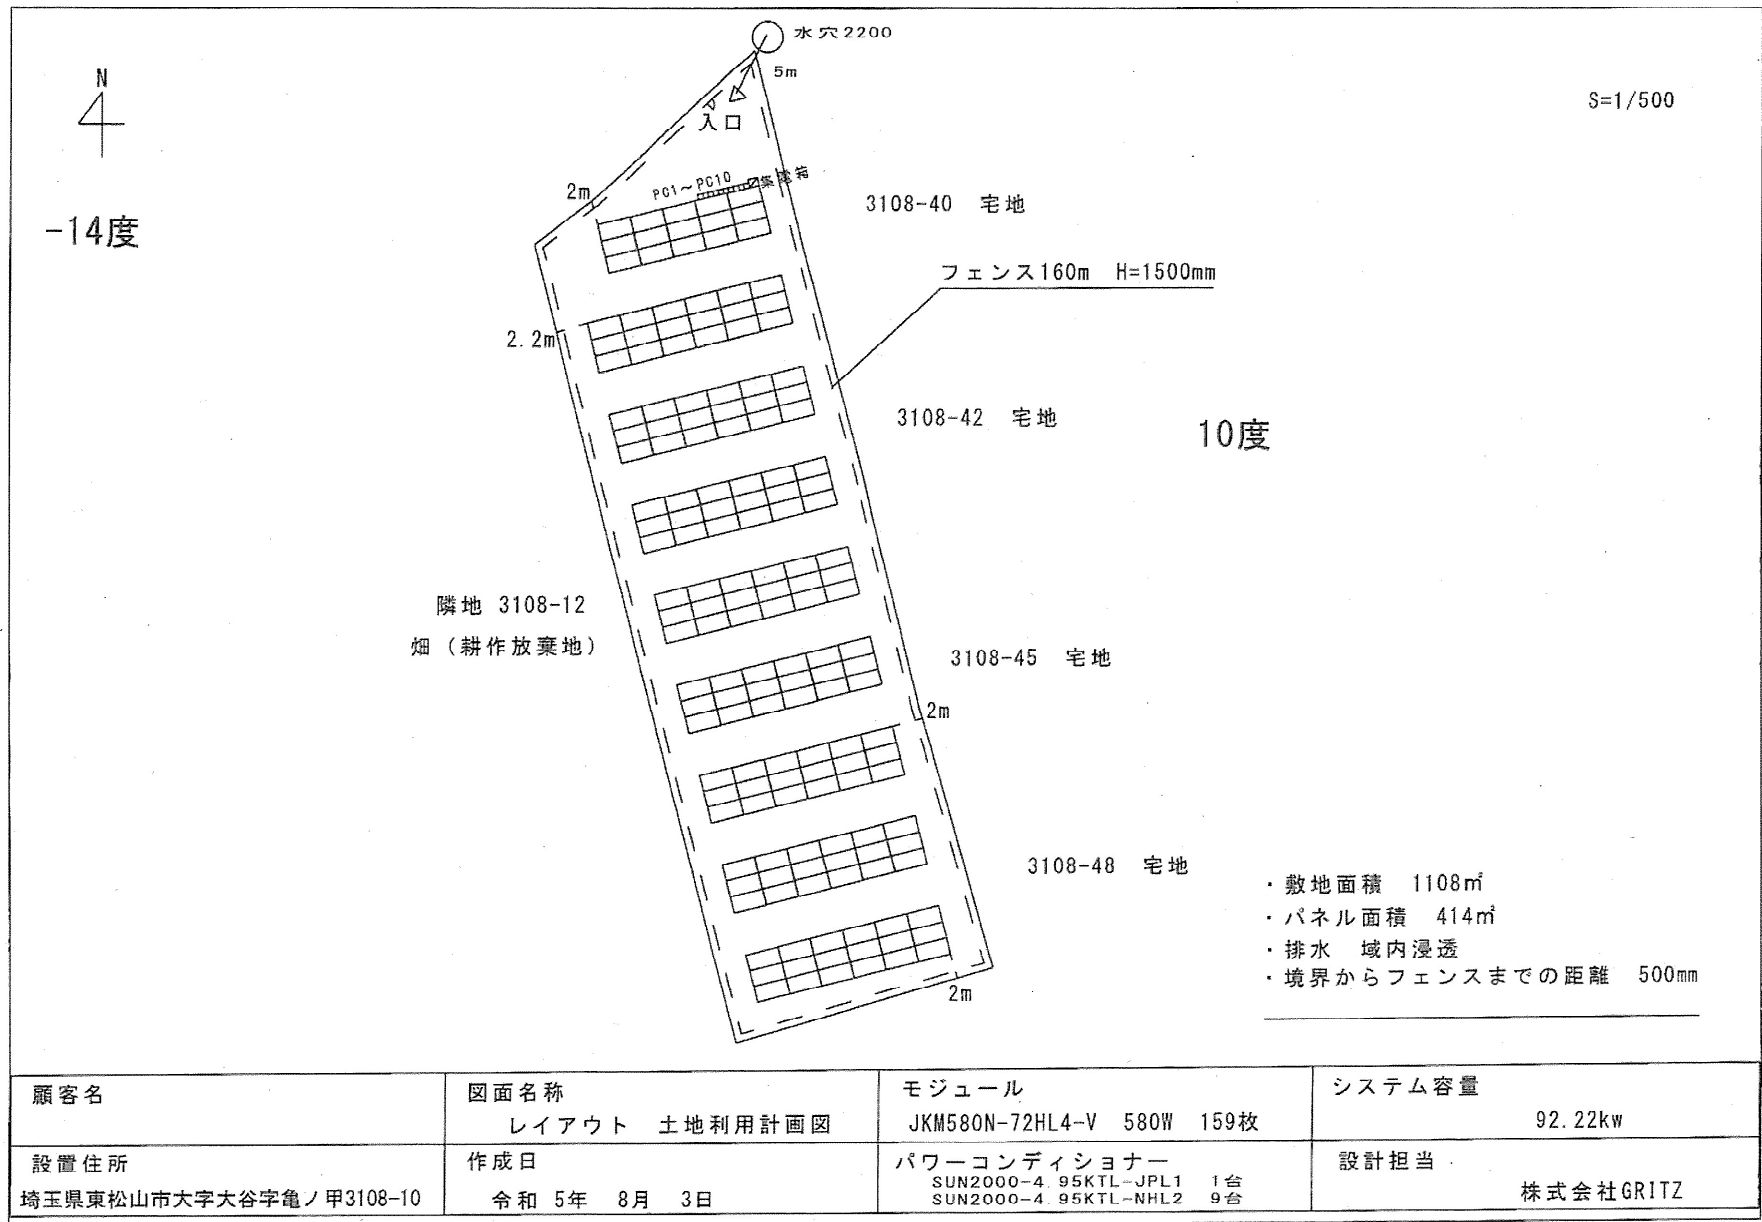 水穴2200
5m
N
S=1/500
入口
PC1～PC10
集電箱
2m
3108-40 宅地
-14度
フェンス160m H=1500mm
2.2m
3108-42 宅地
10度
隣地 3108-12
畑（耕作放棄地）
3108-45 宅地
2m
3108-48 宅地
・敷地面積 1108㎡
・パネル面積 414㎡
・排水 域内浸透
・境界からフェンスまでの距離 500mm
2m
顧客名
図面名称
レイアウト 土地利用計画図
モジュール
JKM580N-72HL4-V 580W 159枚
システム容量
92.22kw
設置住所
埼玉県東松山市大字大谷字亀ノ甲3108-10
作成日
令和 5年 8月 3日
パワーコンディショナー
SUN2000-4.95KTL-JPL1 1台
SUN2000-4.95KTL-NHL2 9台
設計担当
株式会社GRITZ